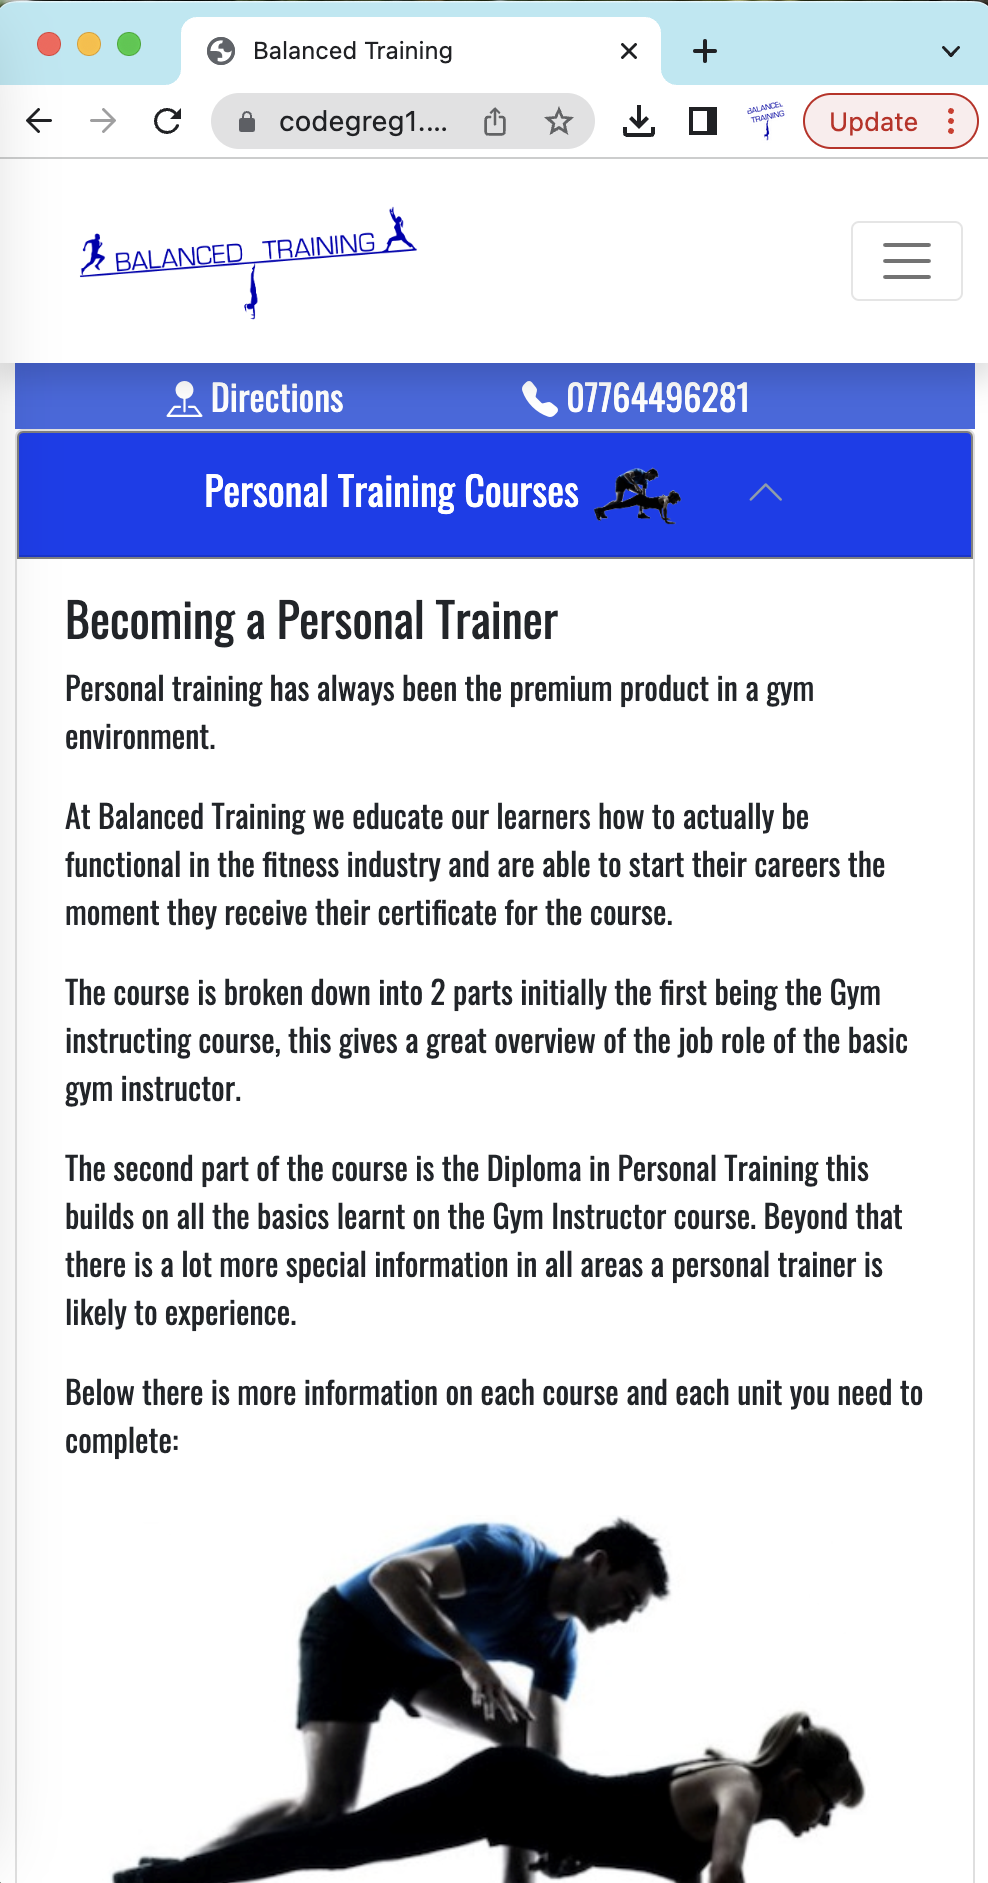 Balanced Training
codegreg1....
BALANCED TRAINING
Update
BALANCED TRAINING
Directions
07764496281
Personal Training Courses
Becoming a Personal Trainer
Personal training has always been the premium product in a gym
environment.
At Balanced Training we educate our learners how to actually be
functional in the fitness industry and are able to start their careers the
moment they receive their certificate for the course.
The course is broken down into 2 parts initially the first being the Gym
instructing course, this gives a great overview of the job role of the basic
gym instructor.
The second part of the course is the Diploma in Personal Training this
builds on all the basics learnt on the Gym Instructor course. Beyond that
there is a lot more special information in all areas a personal trainer is
likely to experience.
Below there is more information on each course and each unit you need to
complete: